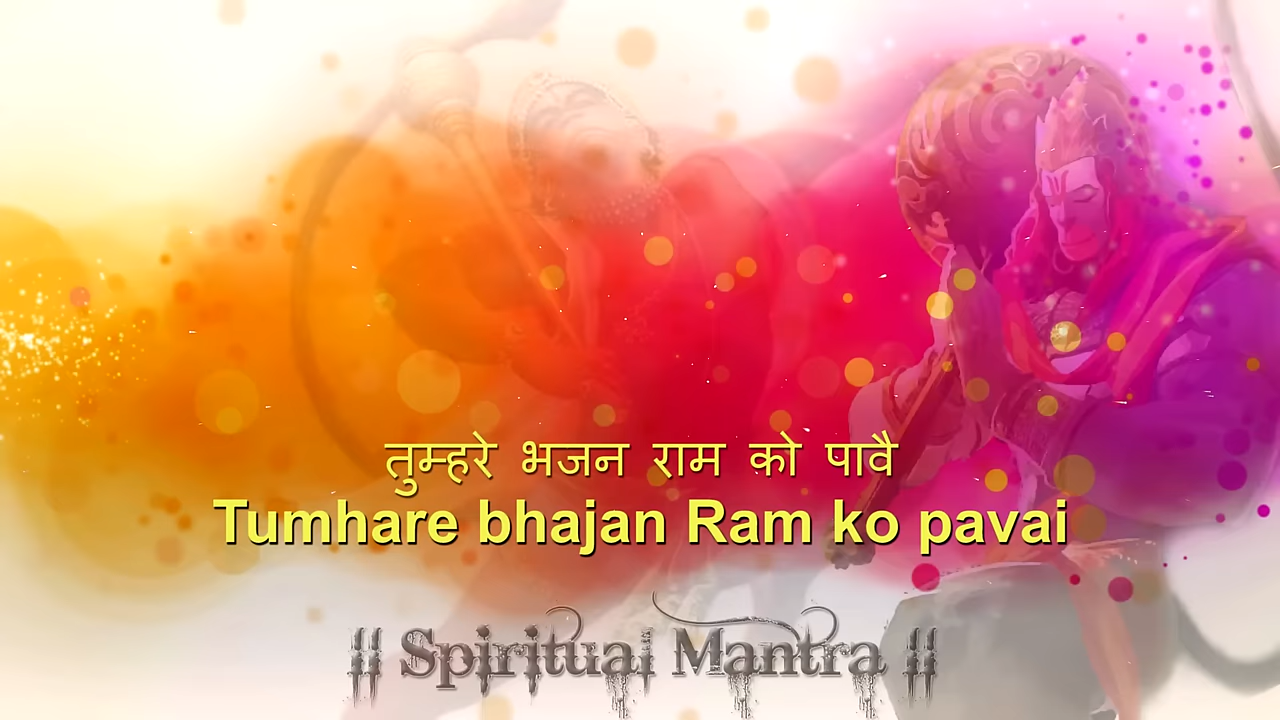 तुम्हरे भजन राम को पावै
Tumhare bhajan Ram ko pavai
|| Spiritual Mantra ||